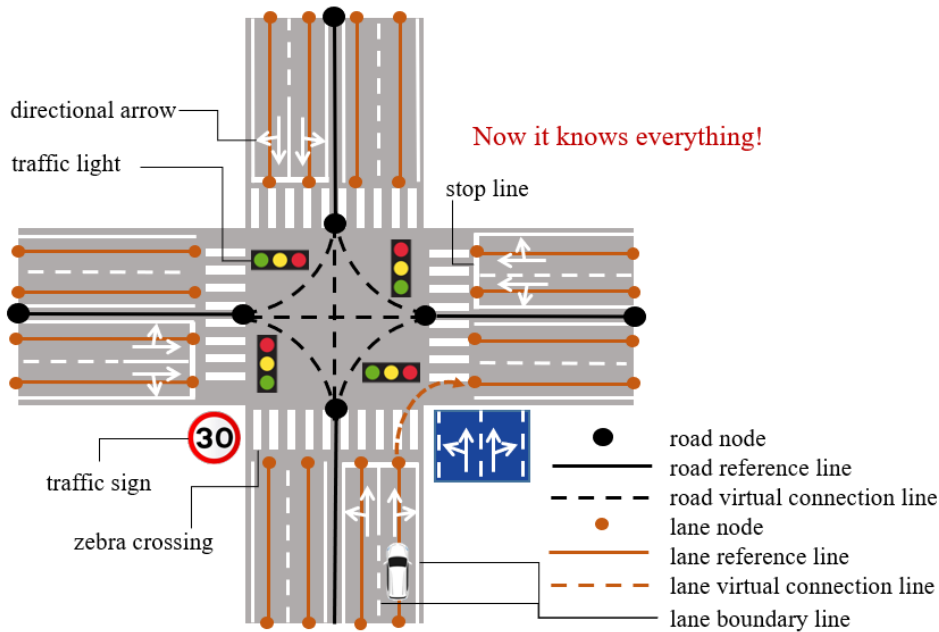 directional arrow
Now it knows everything!
traffic light
stop line
30
traffic sign
zebra crossing
road node
road reference line
road virtual connection line
lane node
lane reference line
lane virtual connection line
lane boundary line